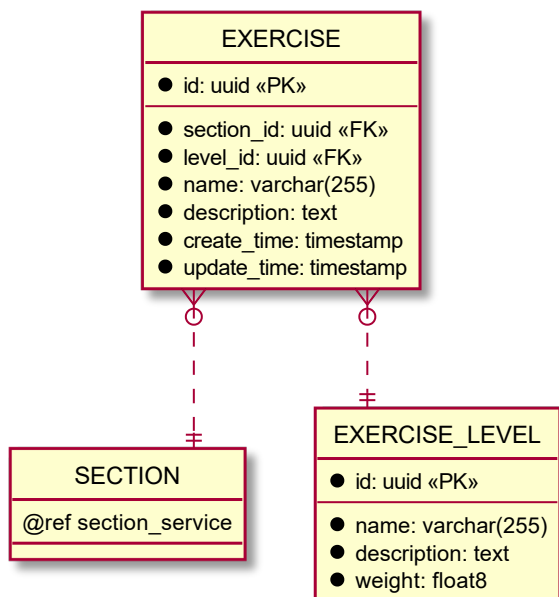 EXERCISE
id: uuid «PK»
section_id: uuid «FK»
level_id: uuid «FK»
name: varchar(255)
description: text
create_time: timestamp
update_time: timestamp
SECTION
@ref section_service
EXERCISE_LEVEL
id: uuid «PK»
name: varchar(255)
description: text
weight: float8